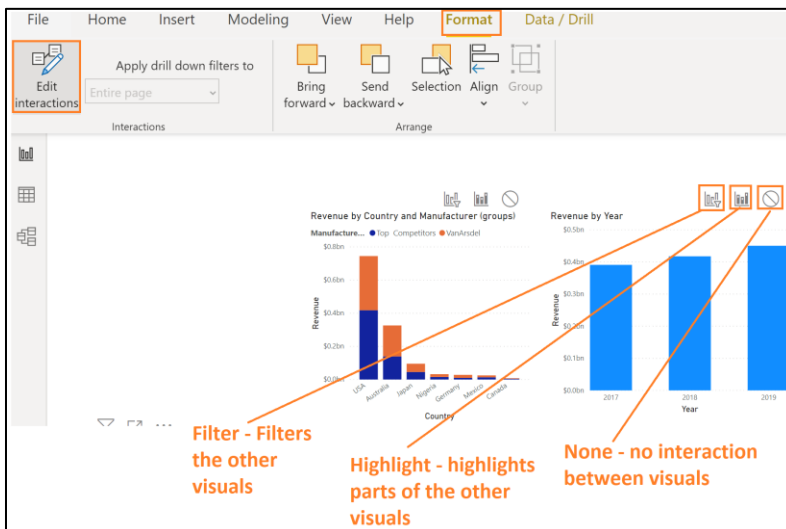 File Home Insert Modeling View Help Format Data / Drill
Edit
interactions
Apply drill down filters to
Entire page
Bring
forward
Send
backward
Selection
Align
Group
Interactions
Arrange
Revenue by Country and Manufacturer (groups)
Manufacture... Top Competitors VanArsdel
$0.8bn
$0.6bn
$0.4bn
$0.2bn
$0.0bn
Revenue
USA
Australia
Japan
Nigeria
Germany
Mexico
Canada
Country
Revenue by Year
$0.5bn
$0.4bn
$0.3bn
$0.2bn
$0.1bn
$0.0bn
Revenue
2017 2018 2019
Year
Filter - Filters
the other
visuals
Highlight - highlights
parts of the other
visuals
None - no interaction
between visuals